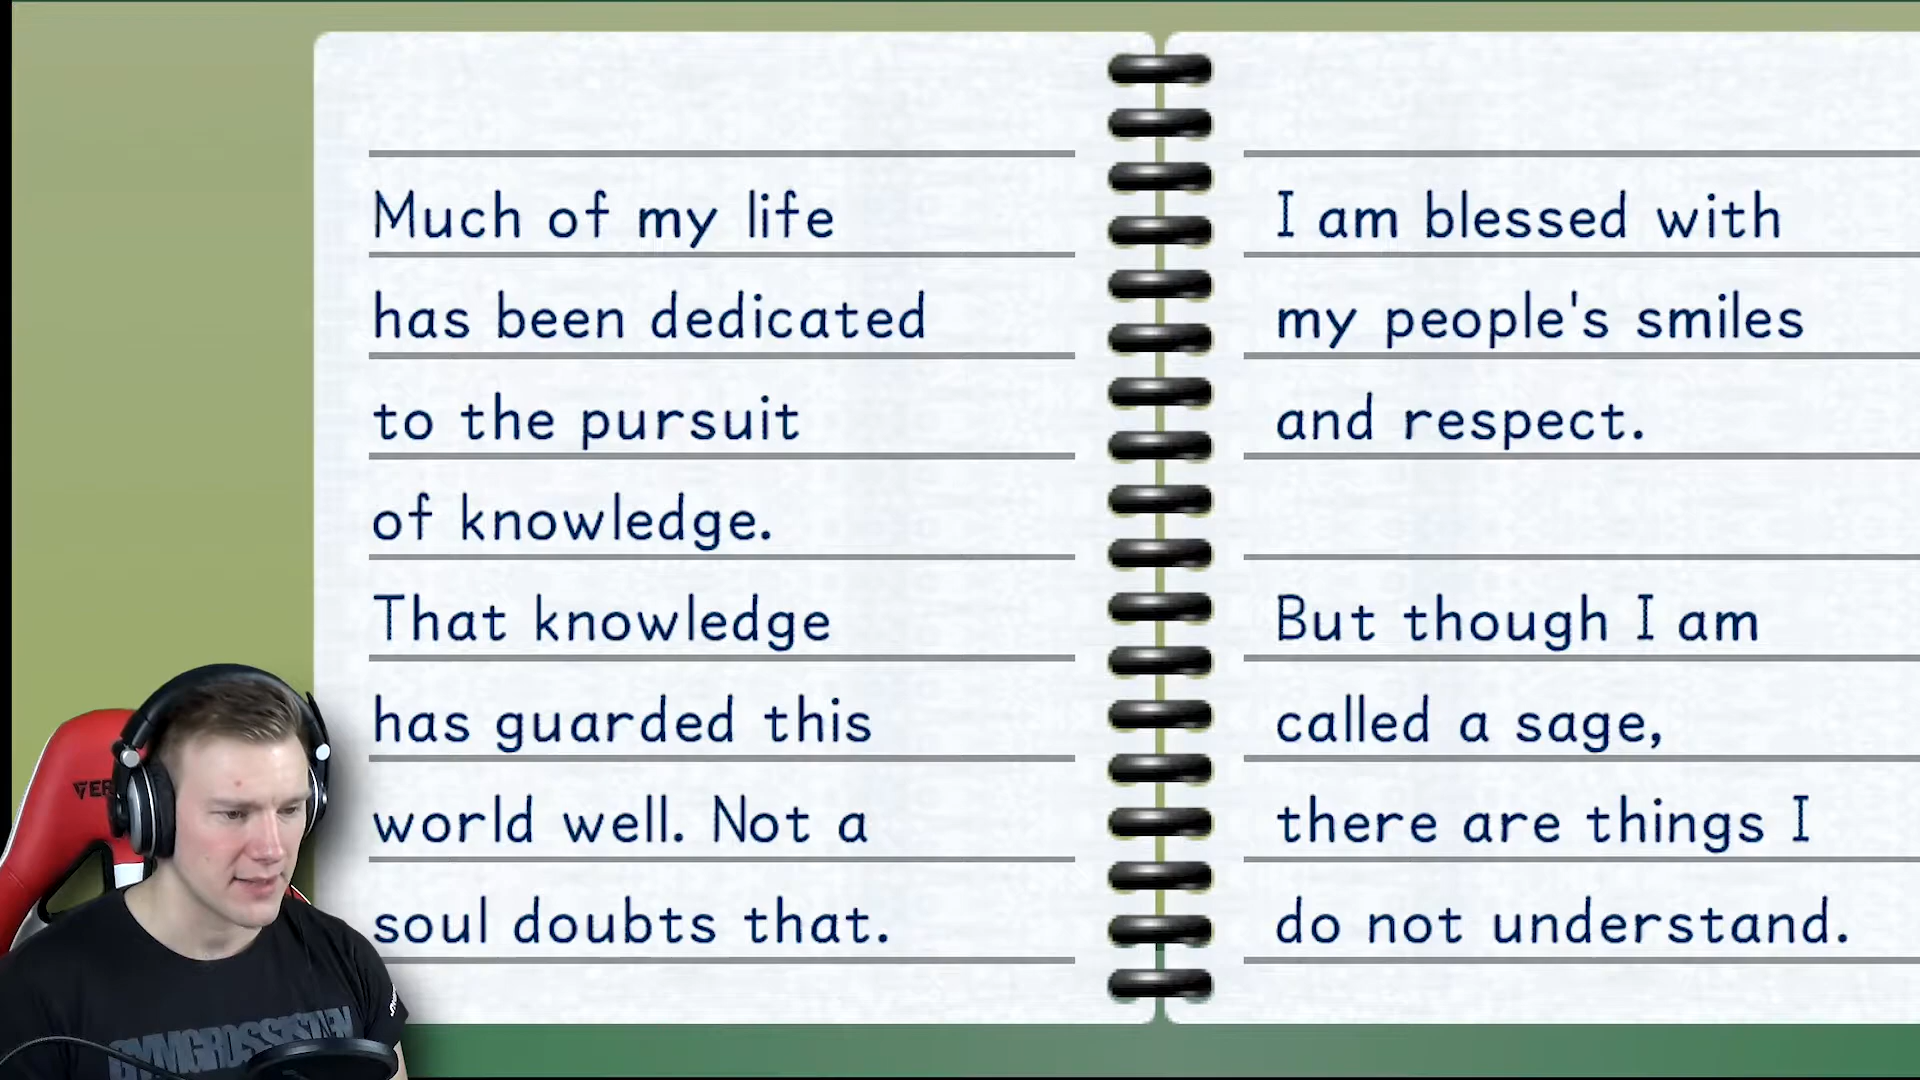 Much of my life
has been dedicated
to the pursuit
of knowledge.
That knowledge
has guarded this
world well. Not a
soul doubts that.
I am blessed with
my people's smiles
and respect.
But though I am
called a sage,
there are things I
do not understand.